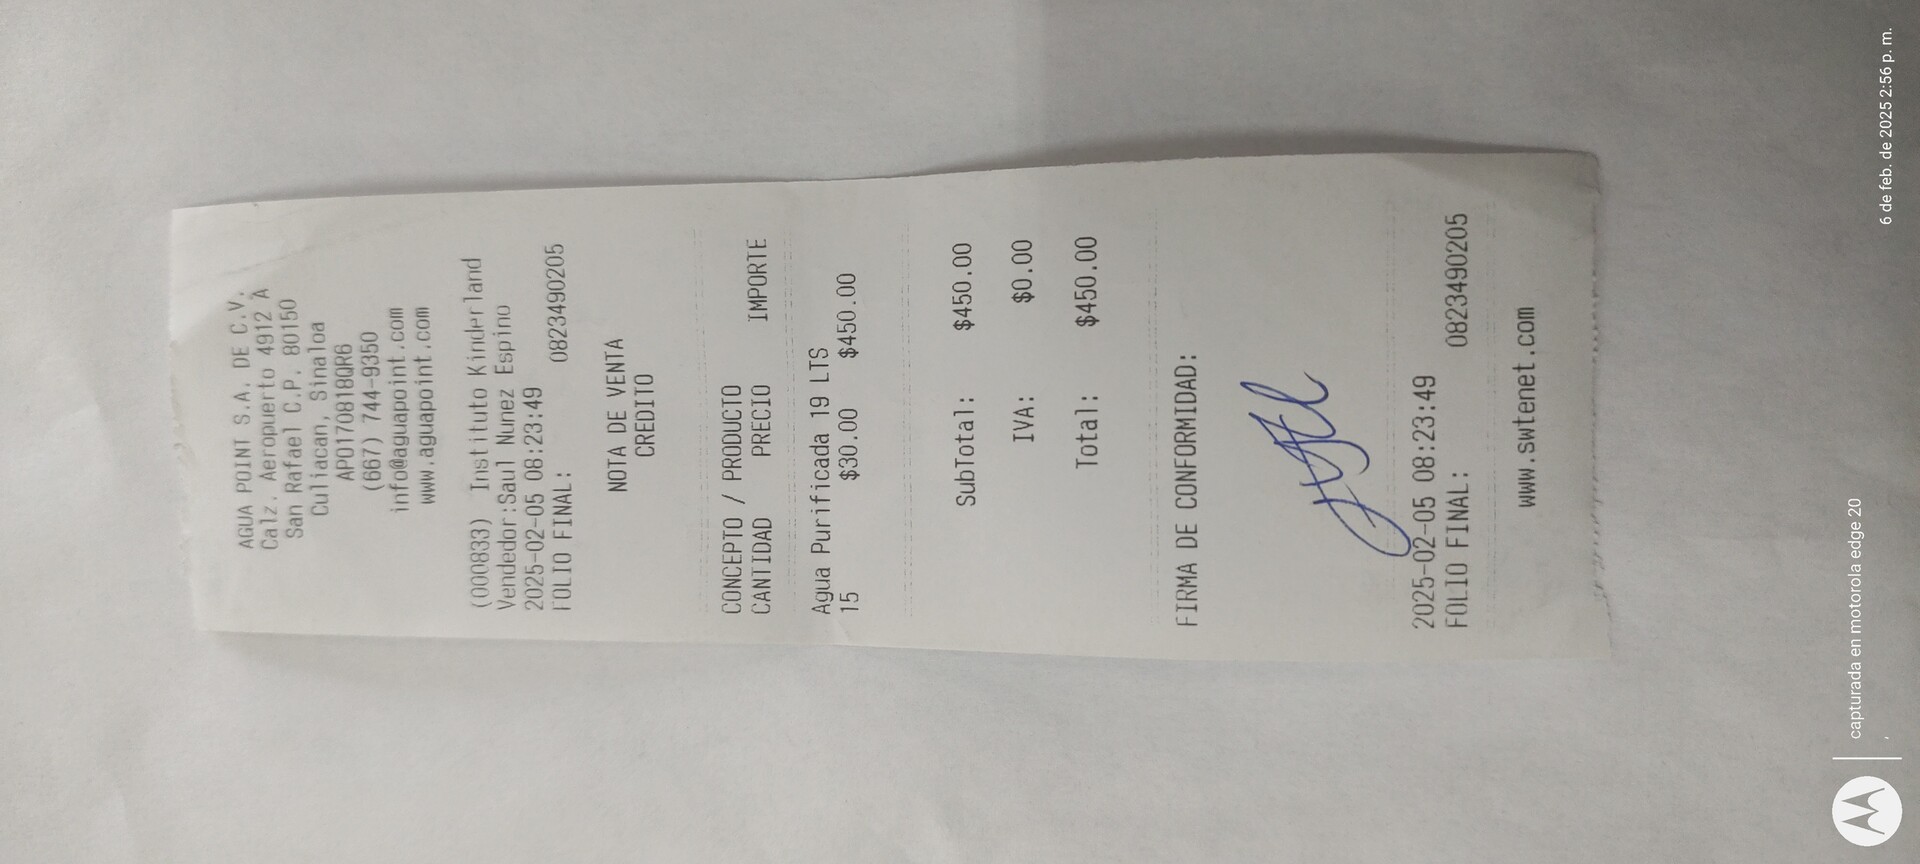 AGUA POINT S.A. DE C.V.
Calz. Aeropuerto 4912 A
San Rafael C.P. 80150
Culiacan, Sinaloa
APO170818QR6
(667) 744-9350
info@aguapoint.com
www.aguapoint.com
(000833) Instituto Kinderland
Vendedor:Saul Nunez Espino
2025-02-05 08:23:49
FOLIO FINAL: 0823490205
NOTA DE VENTA
CREDITO
CONCEPTO / PRODUCTO
CANTIDAD PRECIO IMPORTE
Agua Purificada 19 LTS
15 $30.00 $450.00
SubTotal: $450.00
IVA: $0.00
Total: $450.00
FIRMA DE CONFORMIDAD:
2025-02-05 08:23:49
FOLIO FINAL: 0823490205
www.swtenet.com
capturada en motorola edge 20
6 de feb. de 2025 2:56 p. m.